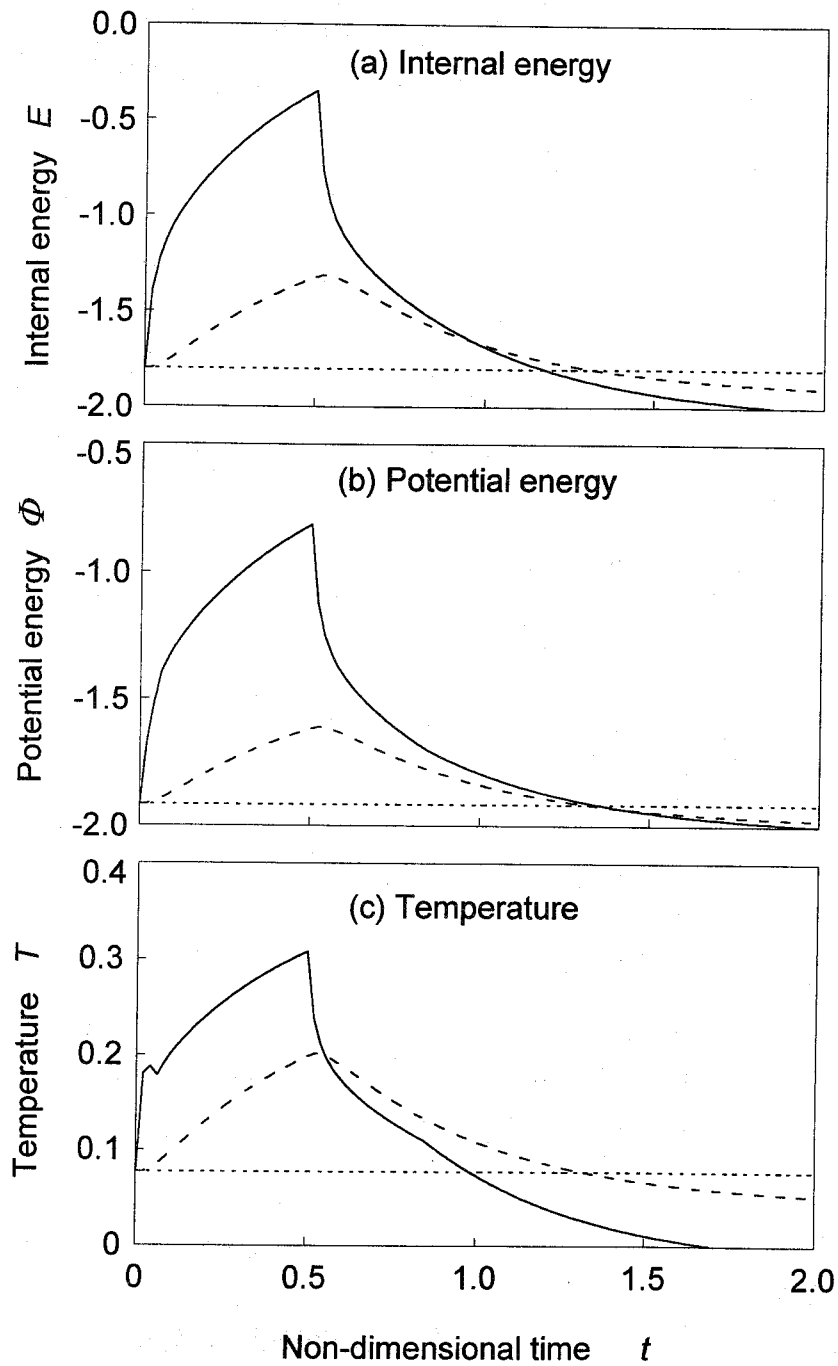 0.0
(a) Internal energy
-0.5
-1.0
-1.5
-2.0
Internal energy E
-0.5
(b) Potential energy
-1.0
-1.5
-2.0
Potential energy Φ
0.4
(c) Temperature
0.3
0.2
0.1
0
Temperature T
0 0.5 1.0 1.5 2.0
Non-dimensional time t